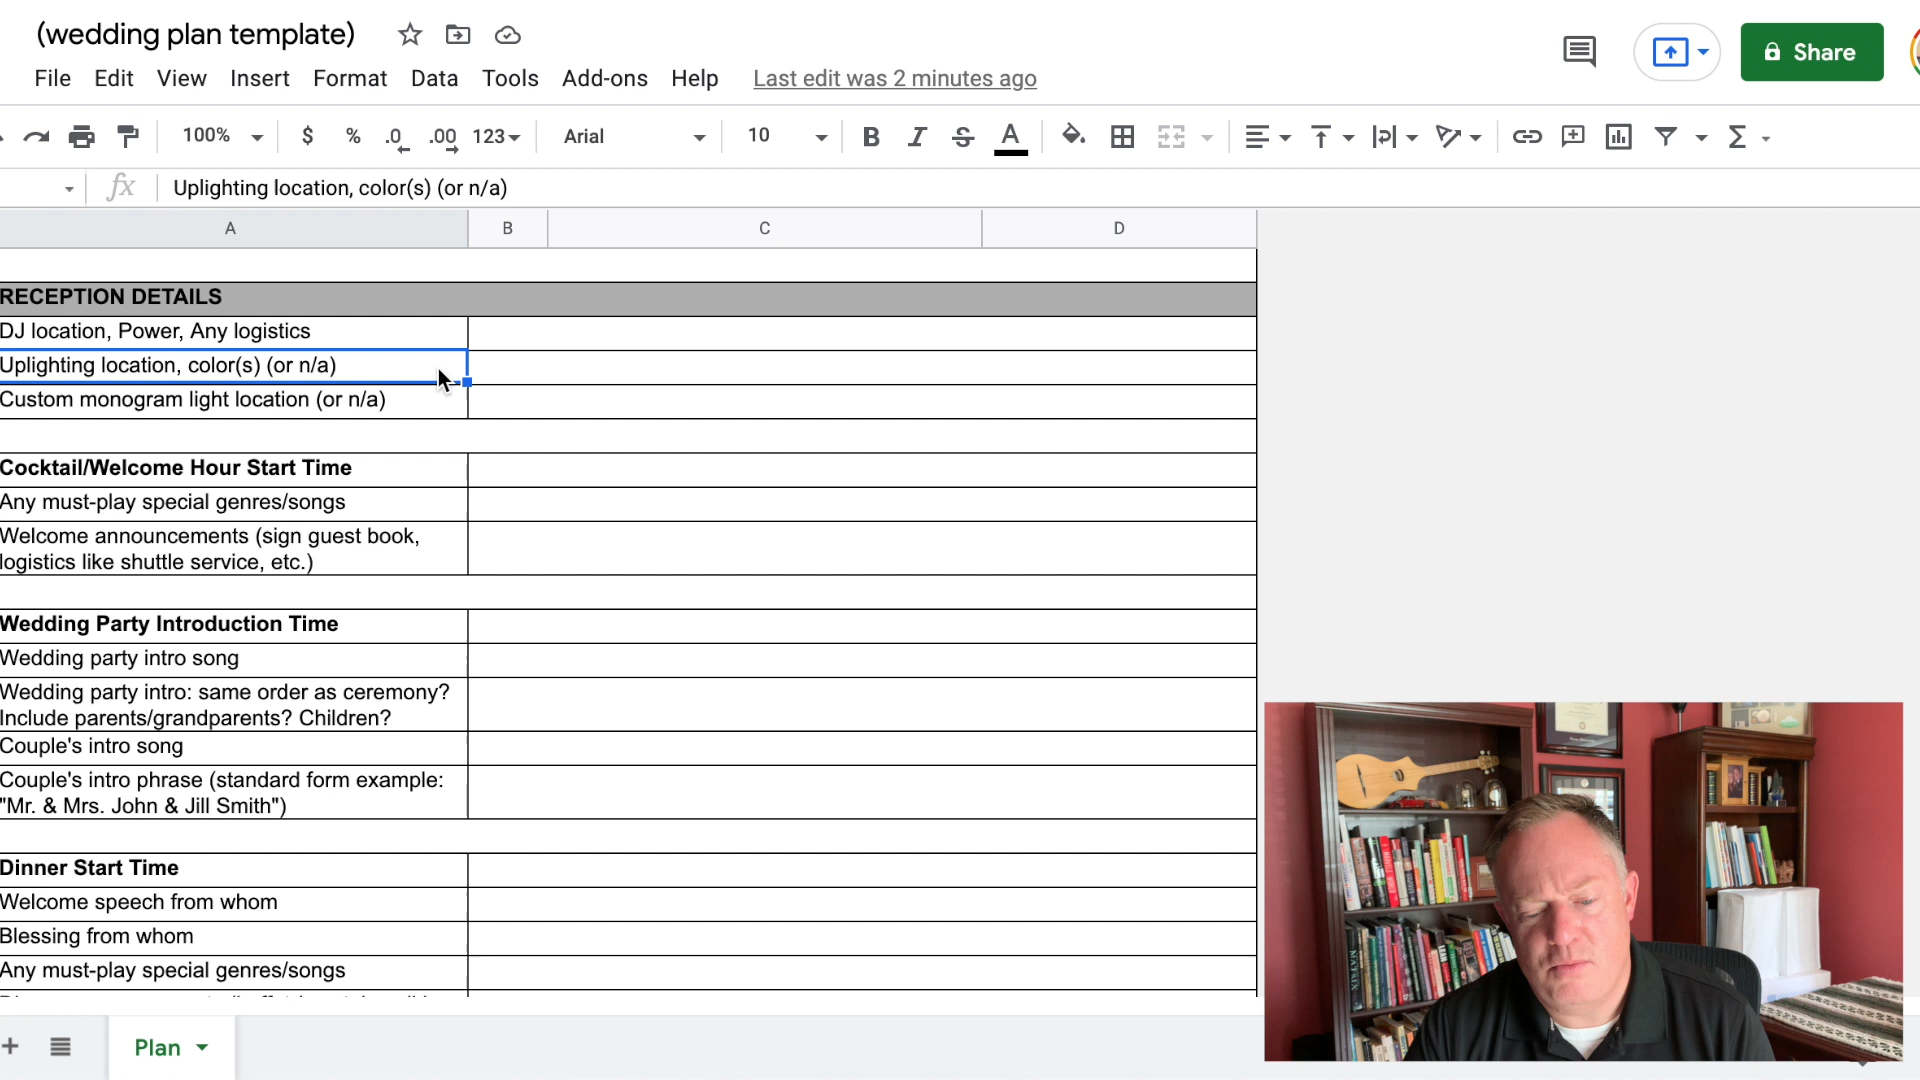 (wedding plan template)
File Edit View Insert Format Data Tools Add-ons Help Last edit was 2 minutes ago
Share
100% $ % .0 .00 123 Arial 10 B I S A Σ
fx Uplighting location, color(s) (or n/a)
A B C D
RECEPTION DETAILS
DJ location, Power, Any logistics
Uplighting location, color(s) (or n/a)
Custom monogram light location (or n/a)
Cocktail/Welcome Hour Start Time
Any must-play special genres/songs
Welcome announcements (sign guest book,
logistics like shuttle service, etc.)
Wedding Party Introduction Time
Wedding party intro song
Wedding party intro: same order as ceremony?
Include parents/grandparents? Children?
Couple's intro song
Couple's intro phrase (standard form example:
"Mr. & Mrs. John & Jill Smith")
Dinner Start Time
Welcome speech from whom
Blessing from whom
Any must-play special genres/songs
Plan